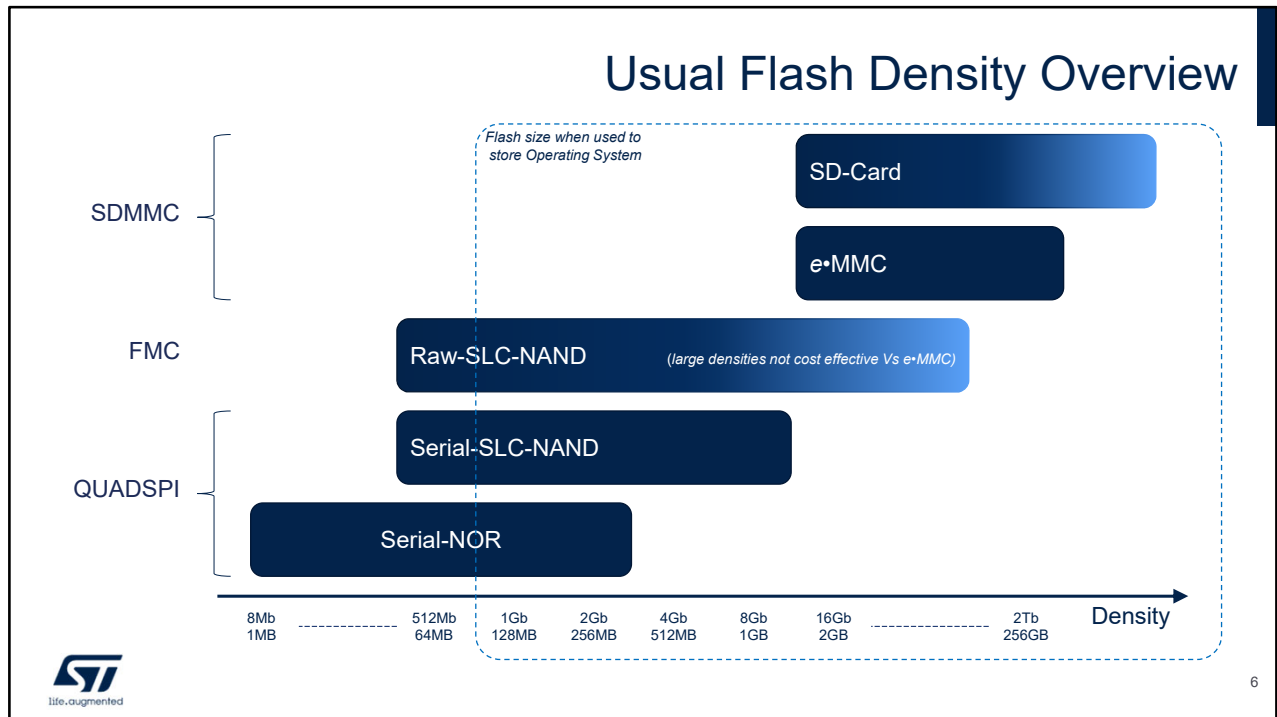 Usual Flash Density Overview
Flash size when used to
store Operating System
SDMMC
SD-Card
e•MMC
FMC
Raw-SLC-NAND
(large densities not cost effective Vs e•MMC)
QUADSPI
Serial-SLC-NAND
Serial-NOR
8Mb
1MB
512Mb
64MB
1Gb
128MB
2Gb
256MB
4Gb
512MB
8Gb
1GB
16Gb
2GB
2Tb
256GB
Density
ST
life.augmented
6